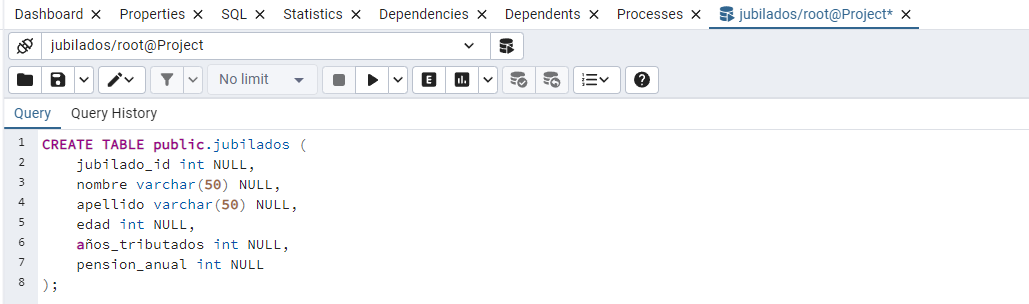 Dashboard × Properties × SQL × Statistics × Dependencies × Dependents × Processes × jubilados/root@Project* ×
jubilados/root@Project
No limit
E
Query Query History
1 CREATE TABLE public.jubilados (
2 jubilado_id int NULL,
3 nombre varchar(50) NULL,
4 apellido varchar(50) NULL,
5 edad int NULL,
6 años_tributados int NULL,
7 pension_anual int NULL
8 );